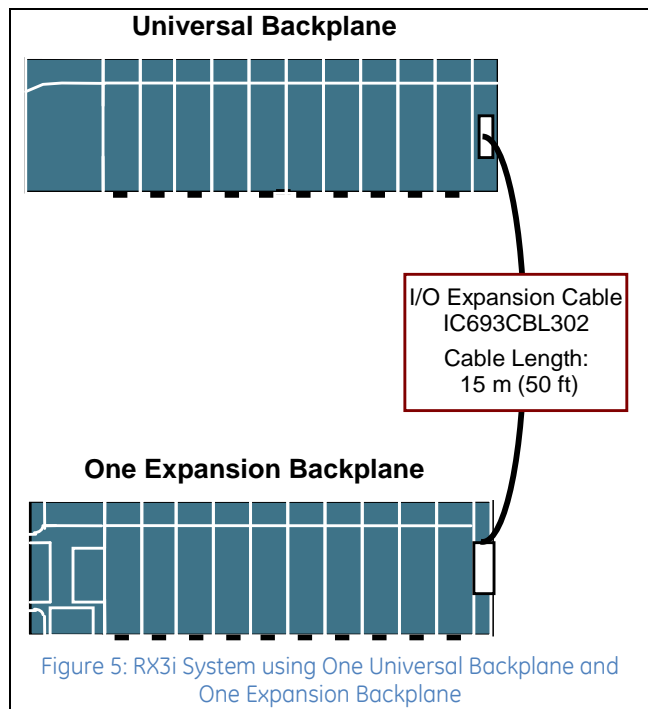 Universal Backplane
I/O Expansion Cable
IC693CBL302
Cable Length:
15 m (50 ft)
One Expansion Backplane
Figure 5: RX3i System using One Universal Backplane and
One Expansion Backplane